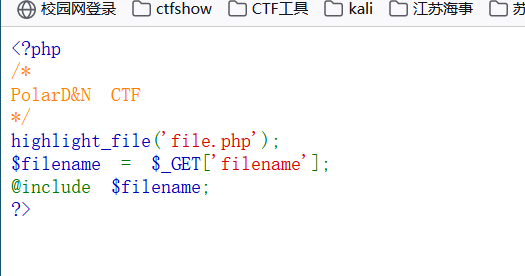 校园网登录 ctfshow CTF工具 kali 江苏海事 苏
<?php
/*
PolarD&N CTF
*/
highlight_file('file.php');
$filename = $_GET['filename'];
@include $filename;
?>